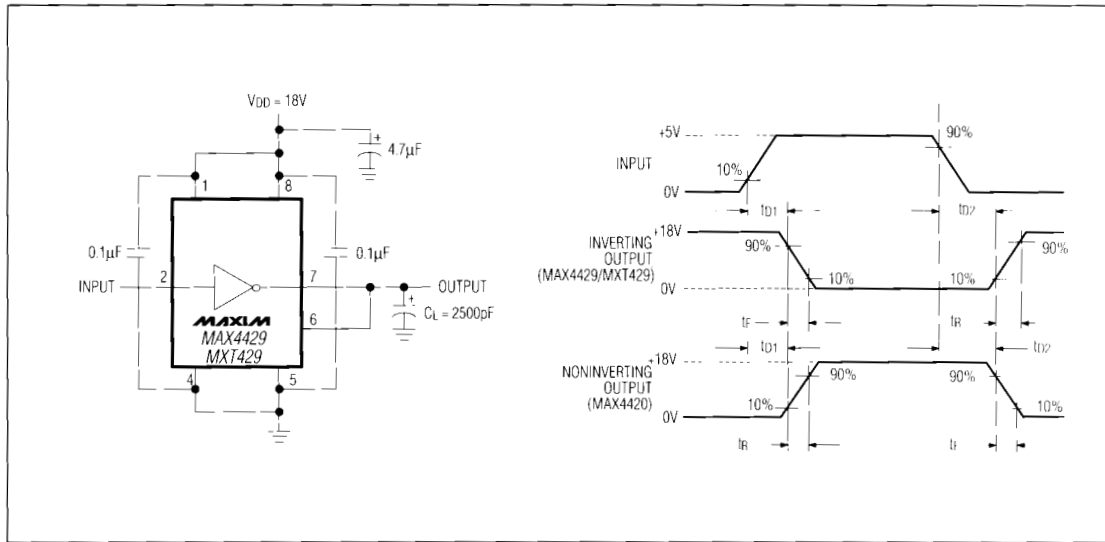 VDD = 18V
+
4.7µF
1
8
0.1µF
0.1µF
INPUT
2
7
OUTPUT
+
CL = 2500pF
6
MAXIM
MAX4429
MXT429
4
5
+5V
90%
INPUT
10%
0V
tD1
tD2
+18V
90%
90%
INVERTING
OUTPUT
(MAX4429/MXT429)
10%
10%
0V
tF
tR
tD1
tD2
+18V
NONINVERTING
OUTPUT
(MAX4420)
90%
90%
10%
10%
0V
tR
tF